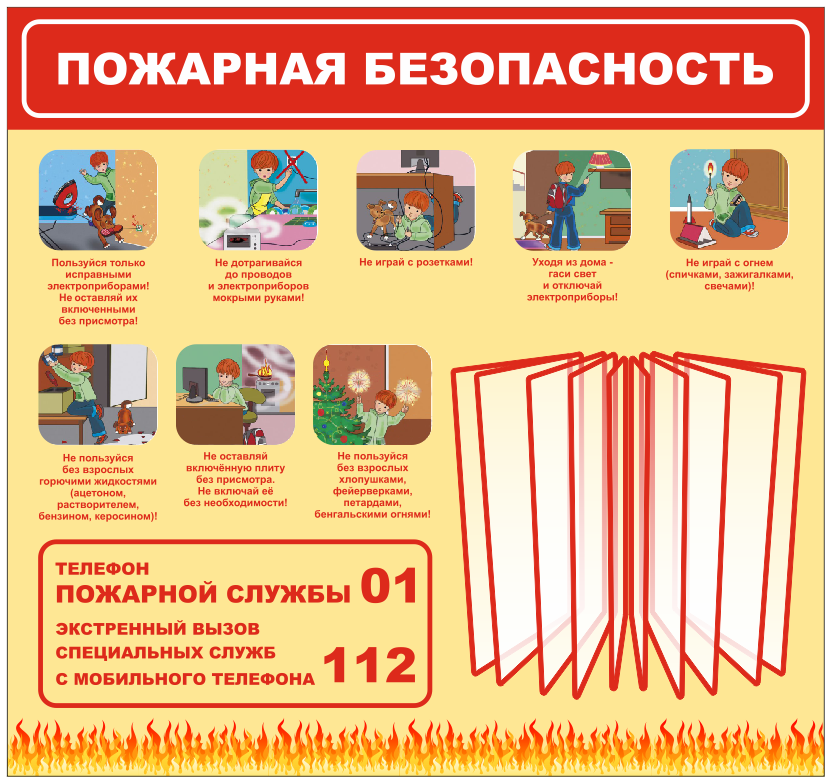 ПОЖАРНАЯ БЕЗОПАСНОСТЬ
Пользуйся только
исправными
электроприборами!
Не оставляй их
включенными
без присмотра!
Не дотрагивайся
до проводов
и электроприборов
мокрыми руками!
Не играй с розетками!
Уходя из дома -
гаси свет
и отключай
электроприборы!
Не играй с огнем
(спичками, зажигалками,
свечами)!
Не пользуйся
без взрослых
горючими жидкостями
(ацетоном,
растворителем,
бензином, керосином)!
Не оставляй
включённую плиту
без присмотра.
Не включай её
без необходимости!
Не пользуйся
без взрослых
хлопушками,
фейерверками,
петардами,
бенгальскими огнями!
ТЕЛЕФОН
ПОЖАРНОЙ СЛУЖБЫ 01
ЭКСТРЕННЫЙ ВЫЗОВ
СПЕЦИАЛЬНЫХ СЛУЖБ
С МОБИЛЬНОГО ТЕЛЕФОНА 112